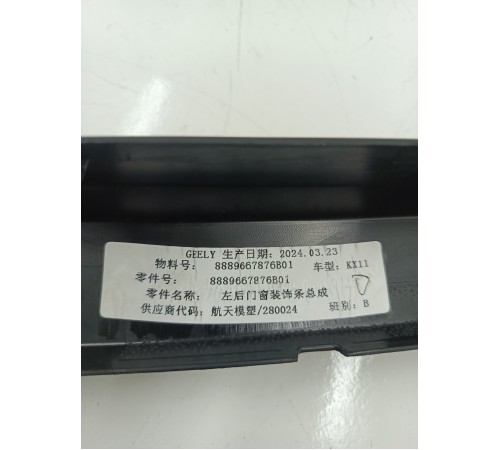 GEELY 生产日期: 2024.03.23
物料号: 8889667876B01 车型: KX11
零件号: 8889667876B01
零件名称: 左后门窗装饰条总成
供应商代码: 航天模塑/280024 班别: B